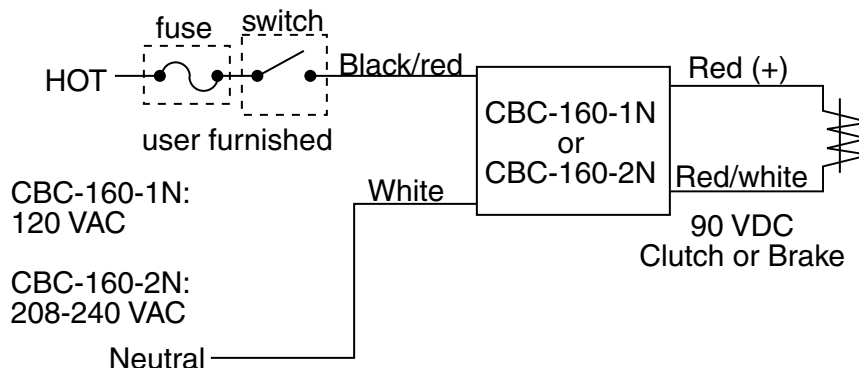 fuse
switch
HOT
Black/red
Red (+)
user furnished
CBC-160-1N
or
CBC-160-2N
CBC-160-1N:
120 VAC
White
Red/white
90 VDC
Clutch or Brake
CBC-160-2N:
208-240 VAC
Neutral